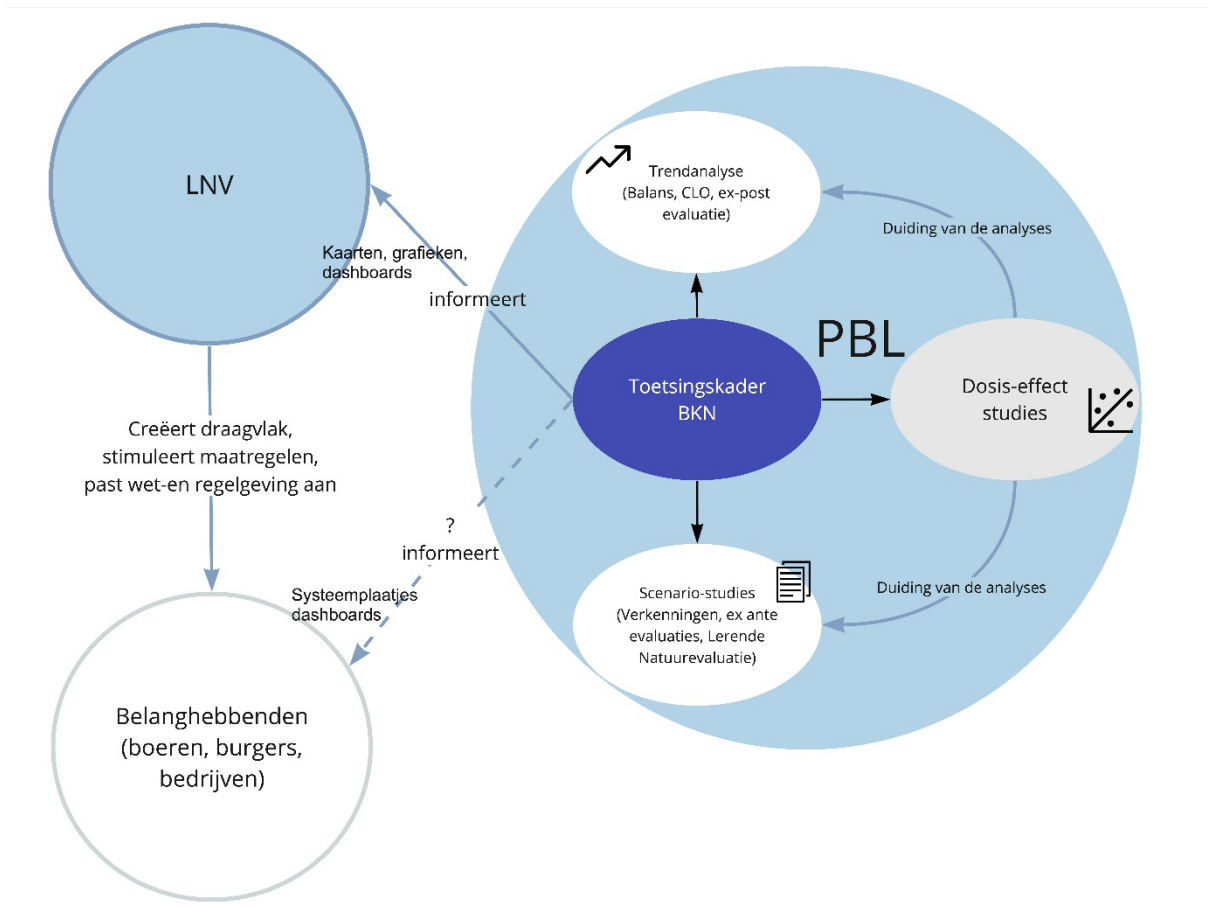 LNV
Kaarten, grafieken,
dashboards
informeert
Creëert draagvlak,
stimuleert maatregelen,
past wet-en regelgeving aan
?
informeert
Systeemplaatjes
dashboards
Belanghebbenden
(boeren, burgers,
bedrijven)
Trendanalyse
(Balans, CLO, ex-post
evaluatie)
Duiding van de analyses
PBL
Toetsingskader
BKN
Dosis-effect
studies
Duiding van de analyses
Scenario-studies
(Verkenningen, ex ante
evaluaties, Lerende
Natuurevaluatie)